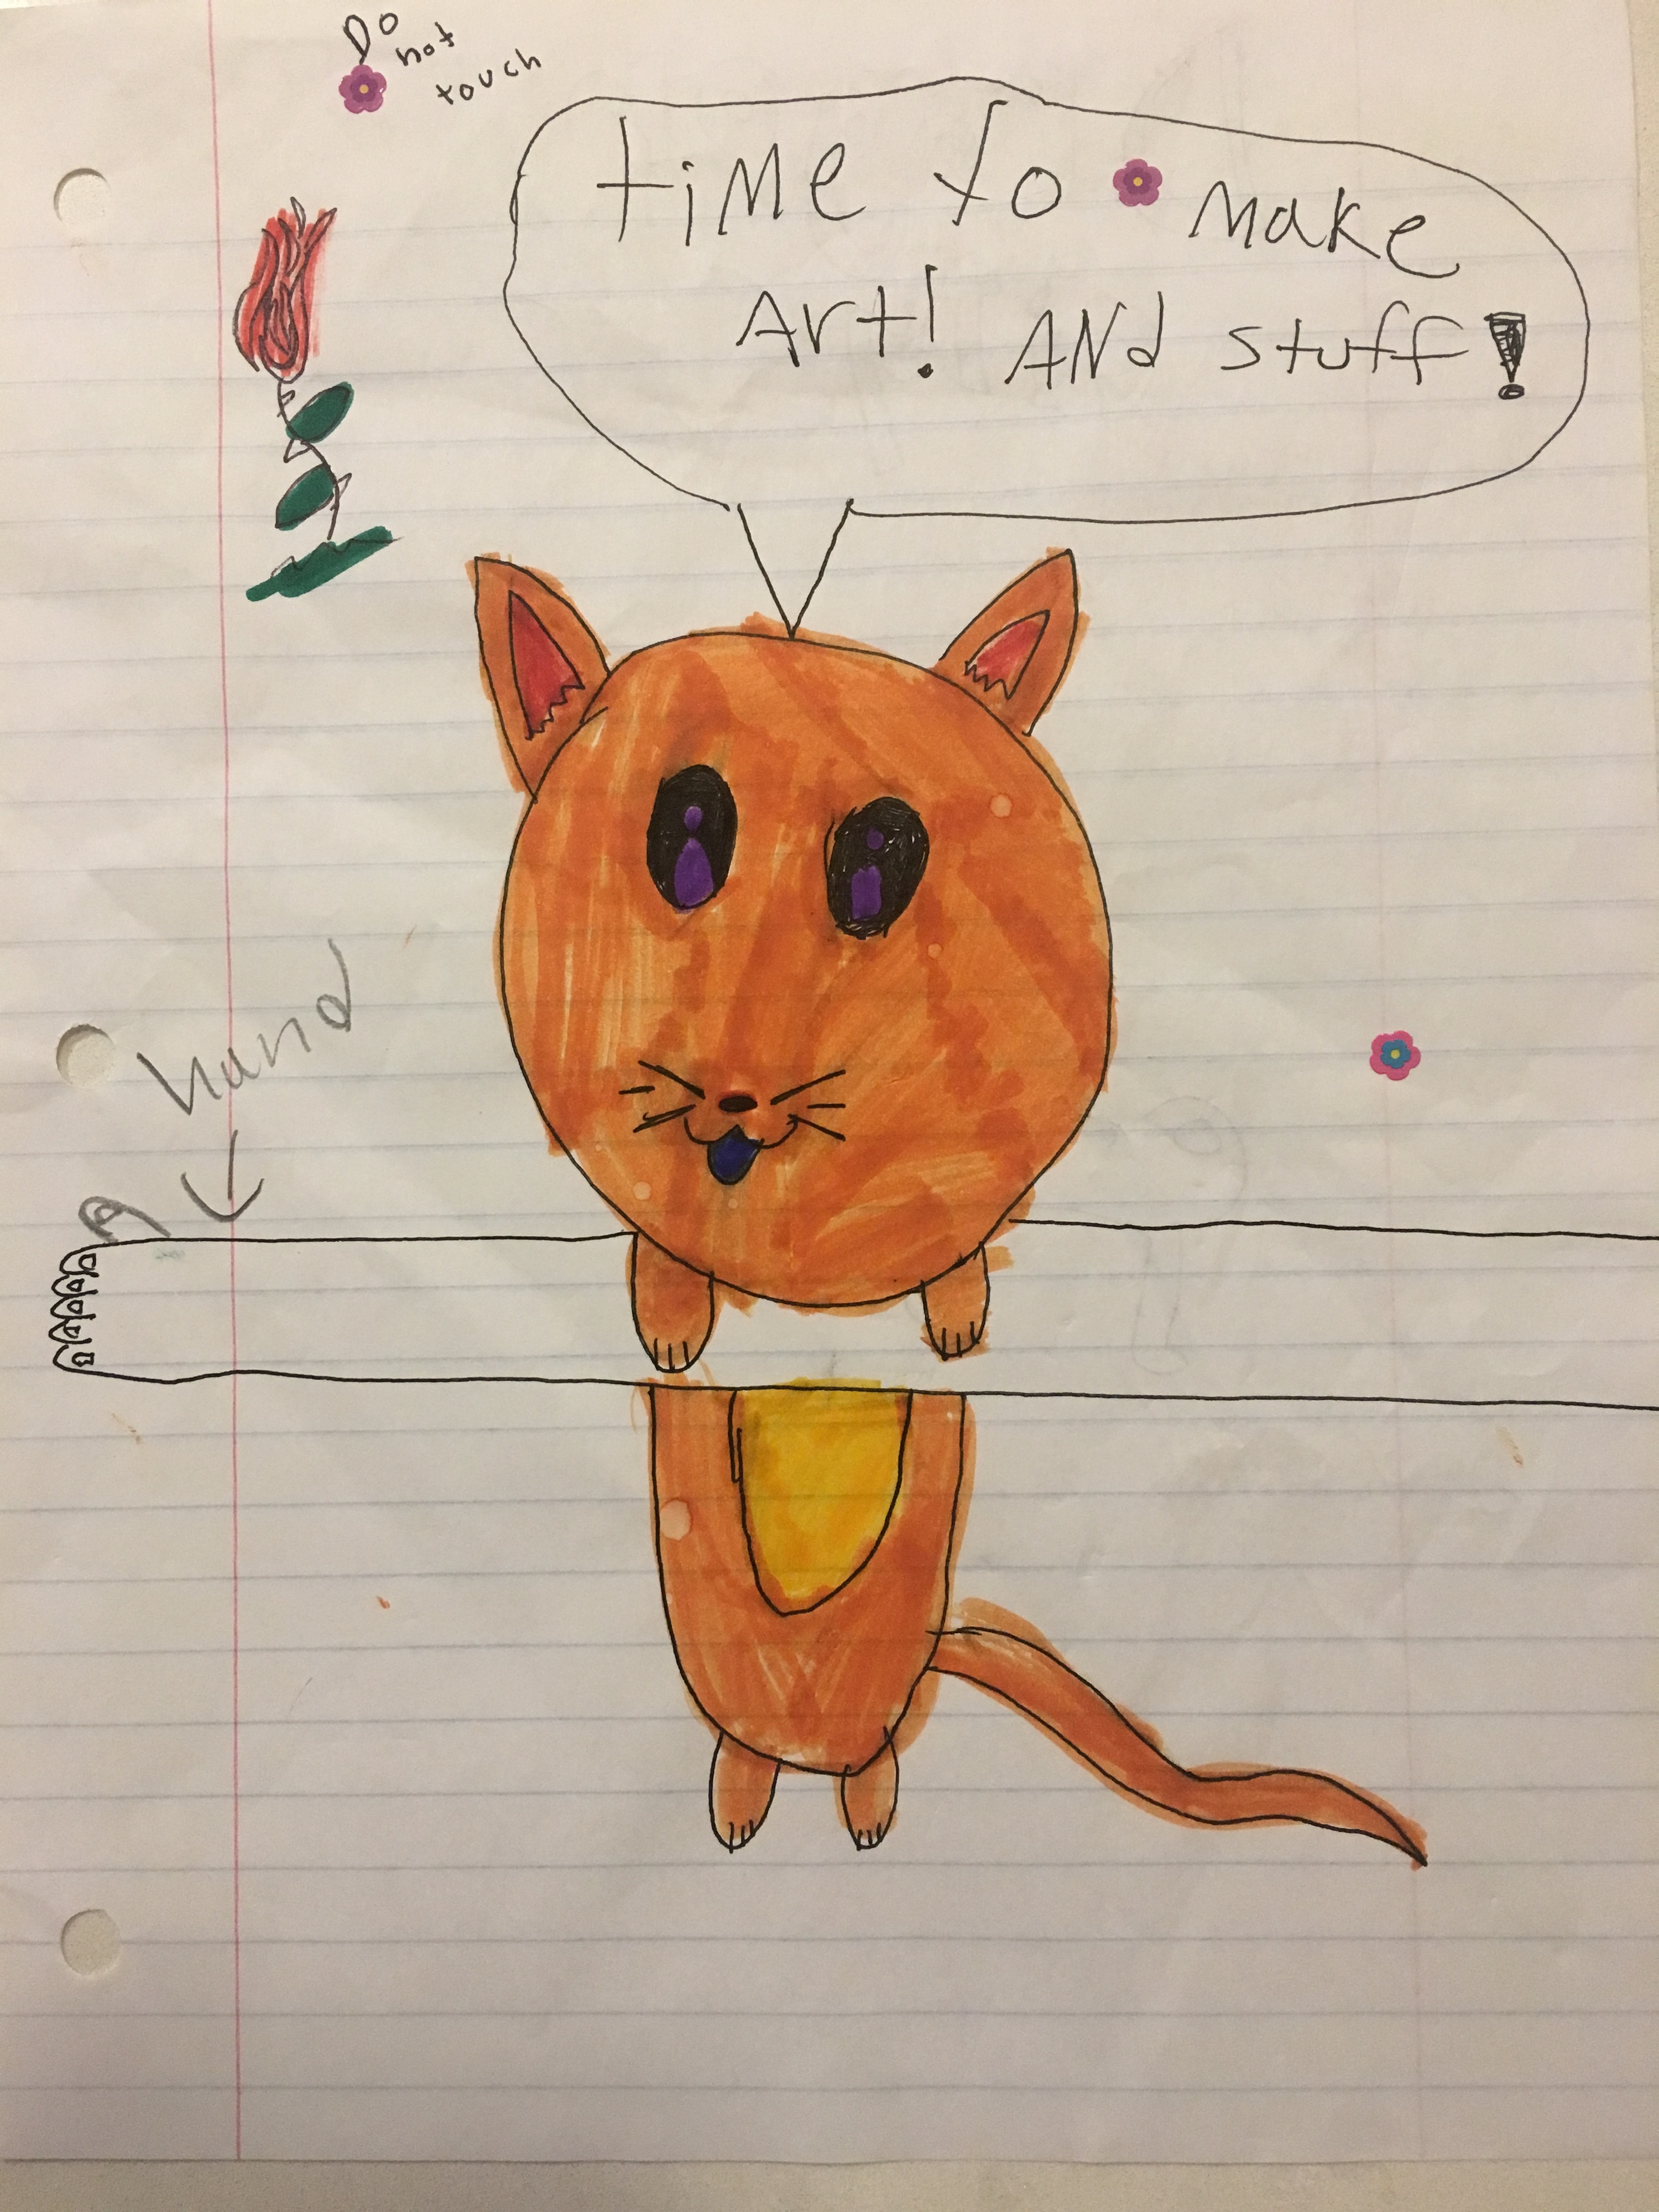 Do
not
touch
time to make
Art! ANd stuff!
hand